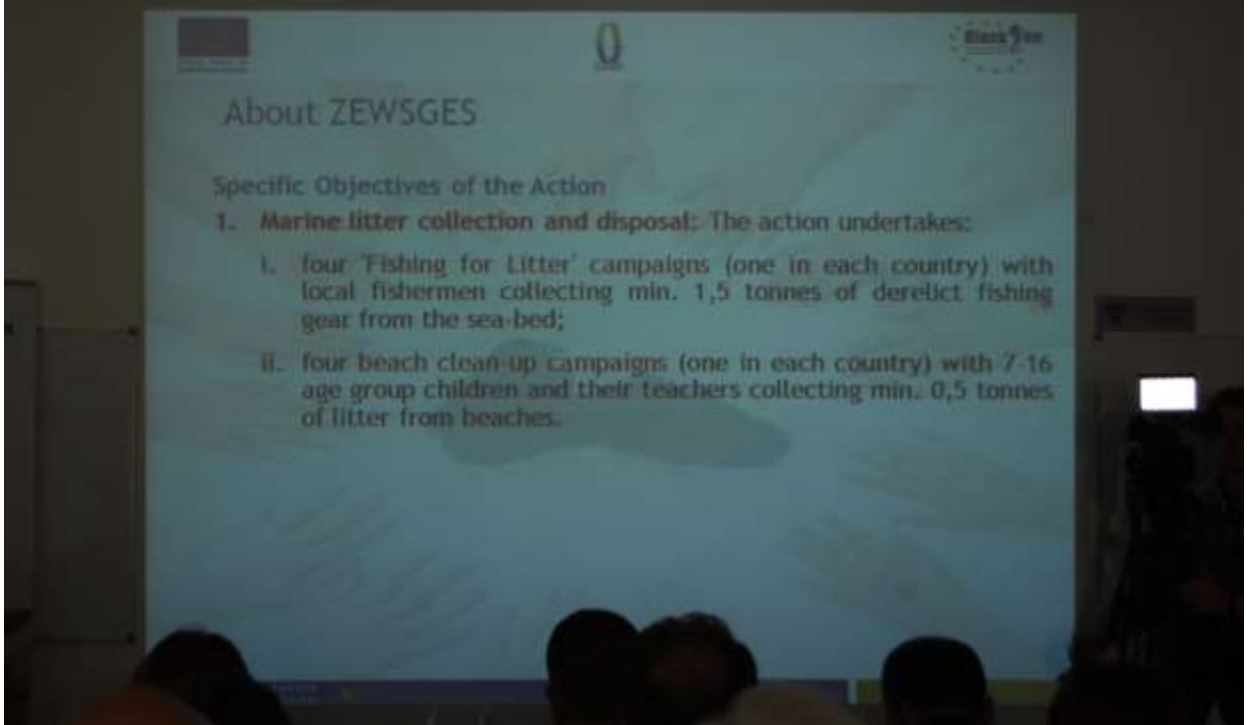 About ZEWSGES
Specific Objectives of the Action
1. Marine litter collection and disposal: The action undertakes:
i. four 'Fishing for Litter' campaigns (one in each country) with
local fishermen collecting min. 1,5 tonnes of derelict fishing
gear from the sea-bed;
ii. four beach clean-up campaigns (one in each country) with 7-16
age group children and their teachers collecting min. 0,5 tonnes
of litter from beaches.